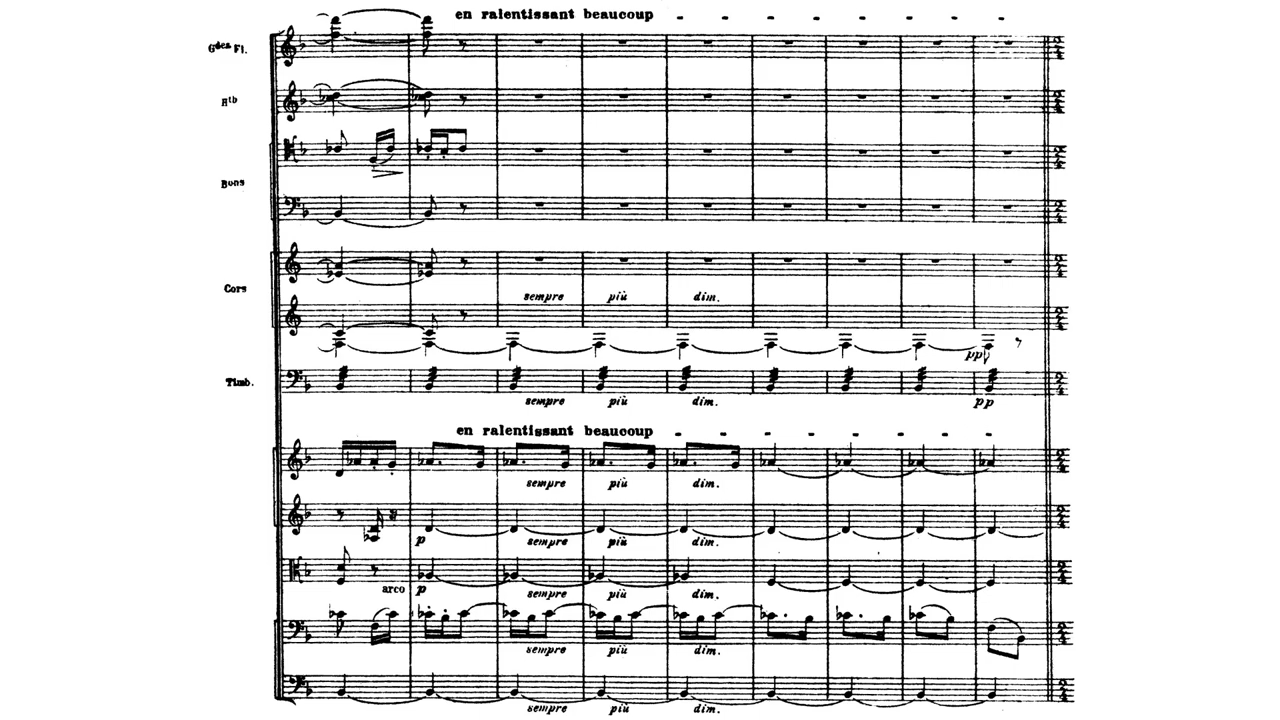 en ralentissant beaucoup - - - - - - - - -
Gdes Fl.
Htb
Bons
Cors
sempre più dim.
pp
Timb.
sempre più dim.
pp
en ralentissant beaucoup - - - - - - - -
sempre più dim.
p sempre più dim.
arco p sempre più dim.
sempre più dim.
sempre più dim.